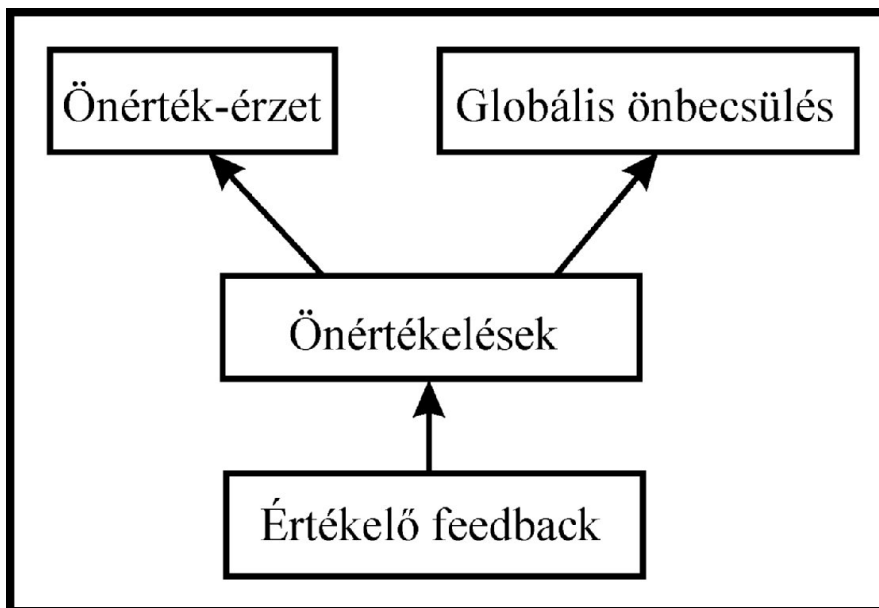 Önérték-érzet
Globális önbecsülés
Önértékelések
Értékelő feedback